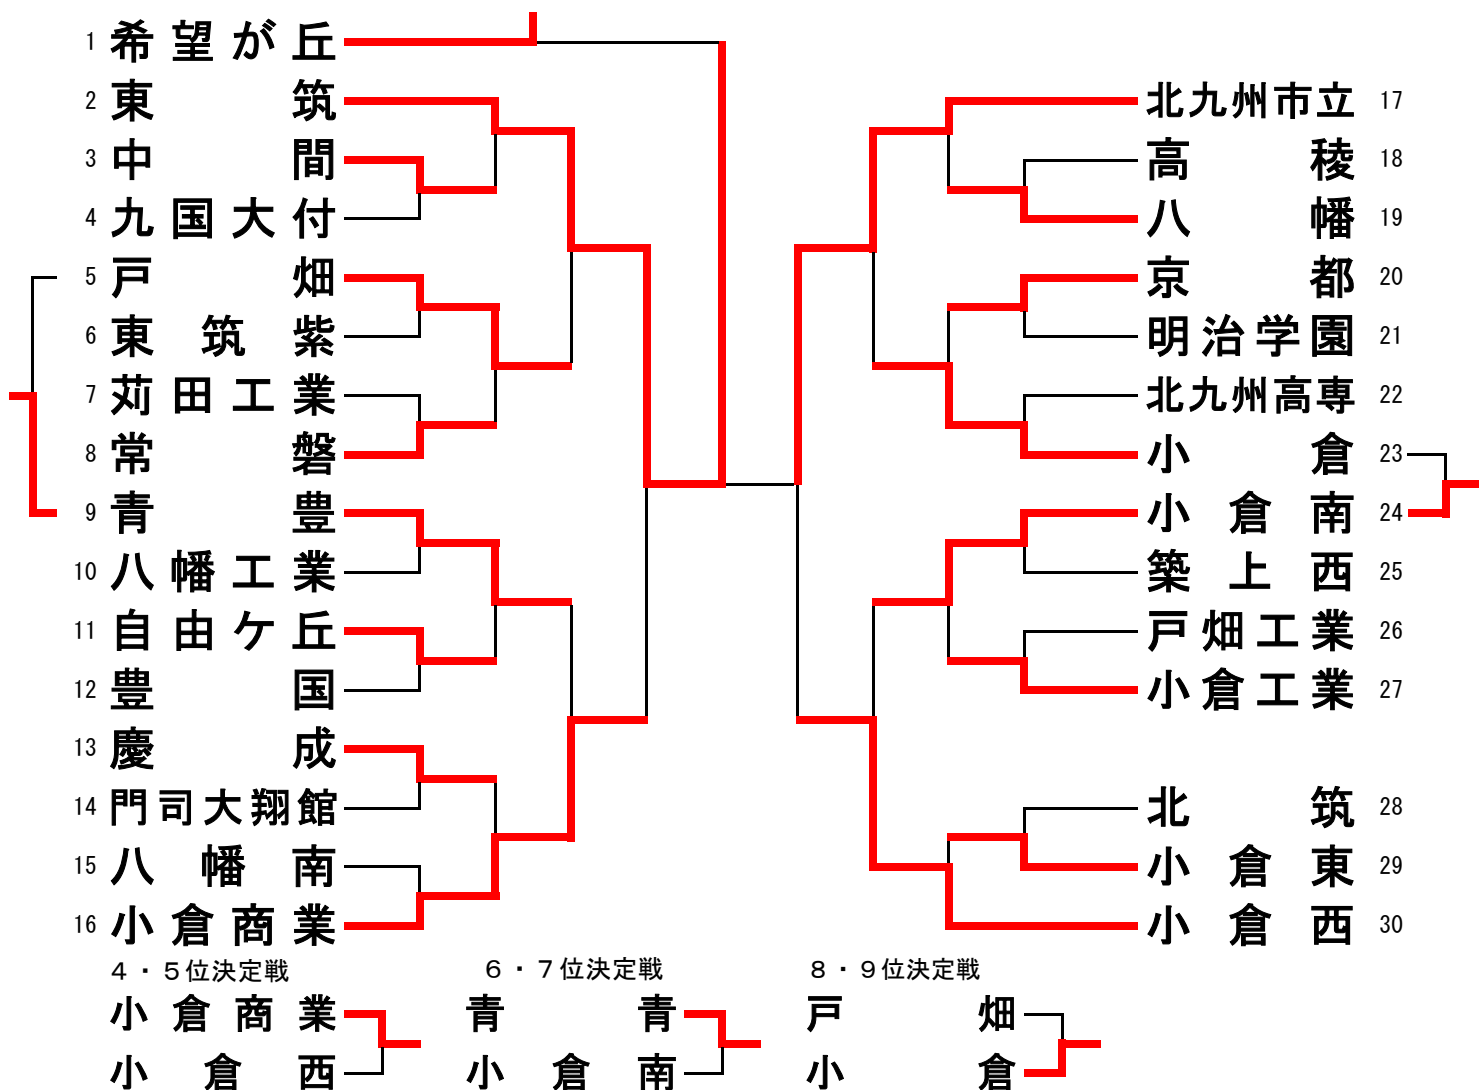 1 希望が丘
2 東筑
3 中間
4 九国大付
5 戸畑
6 東筑紫
7 苅田工業
8 常磐
9 青豊
10 八幡工業
11 自由ケ丘
12 豊国
13 慶成
14 門司大翔館
15 八幡南
16 小倉商業
北九州市立 17
高稜 18
八幡 19
京都 20
明治学園 21
北九州高専 22
小倉 23
小倉南 24
築上西 25
戸畑工業 26
小倉工業 27
北筑 28
小倉東 29
小倉西 30
4・5位決定戦
小倉商業
小倉西
6・7位決定戦
青青
小倉南
8・9位決定戦
戸畑
小倉